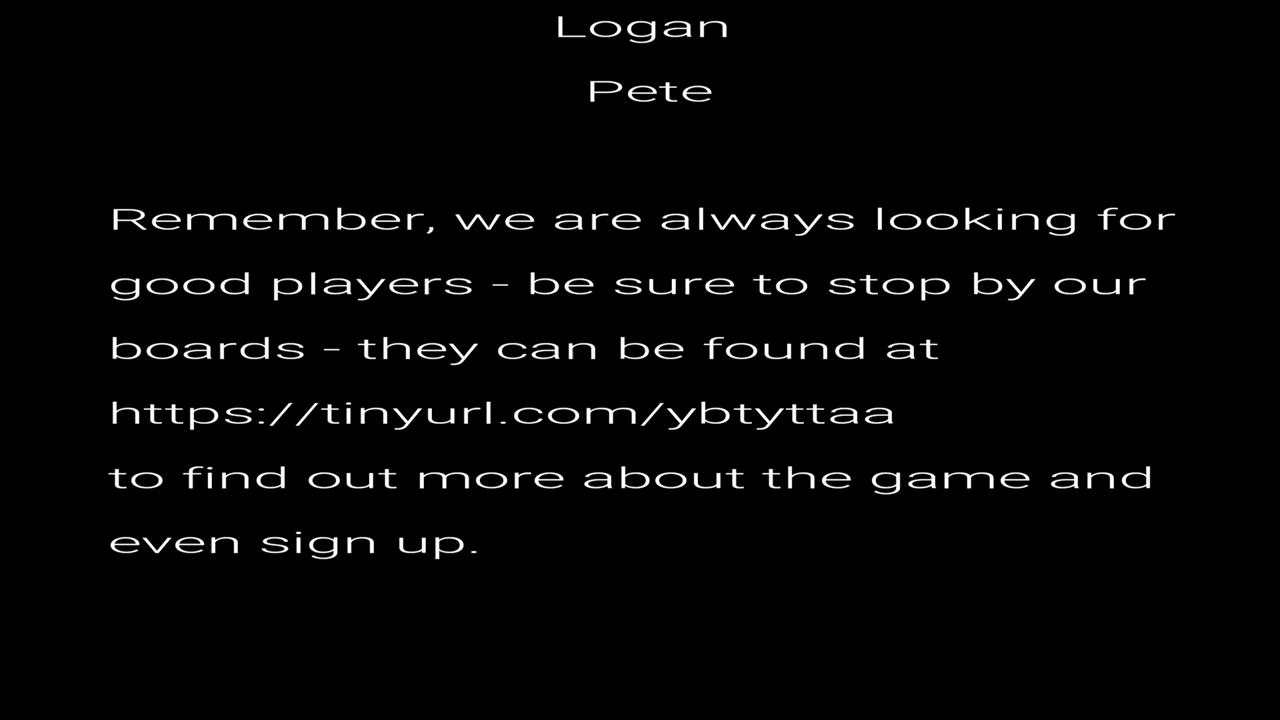 Logan
Pete
Remember, we are always looking for
good players - be sure to stop by our
boards - they can be found at
https://tinyurl.com/ybtyttaa
to find out more about the game and
even sign up.